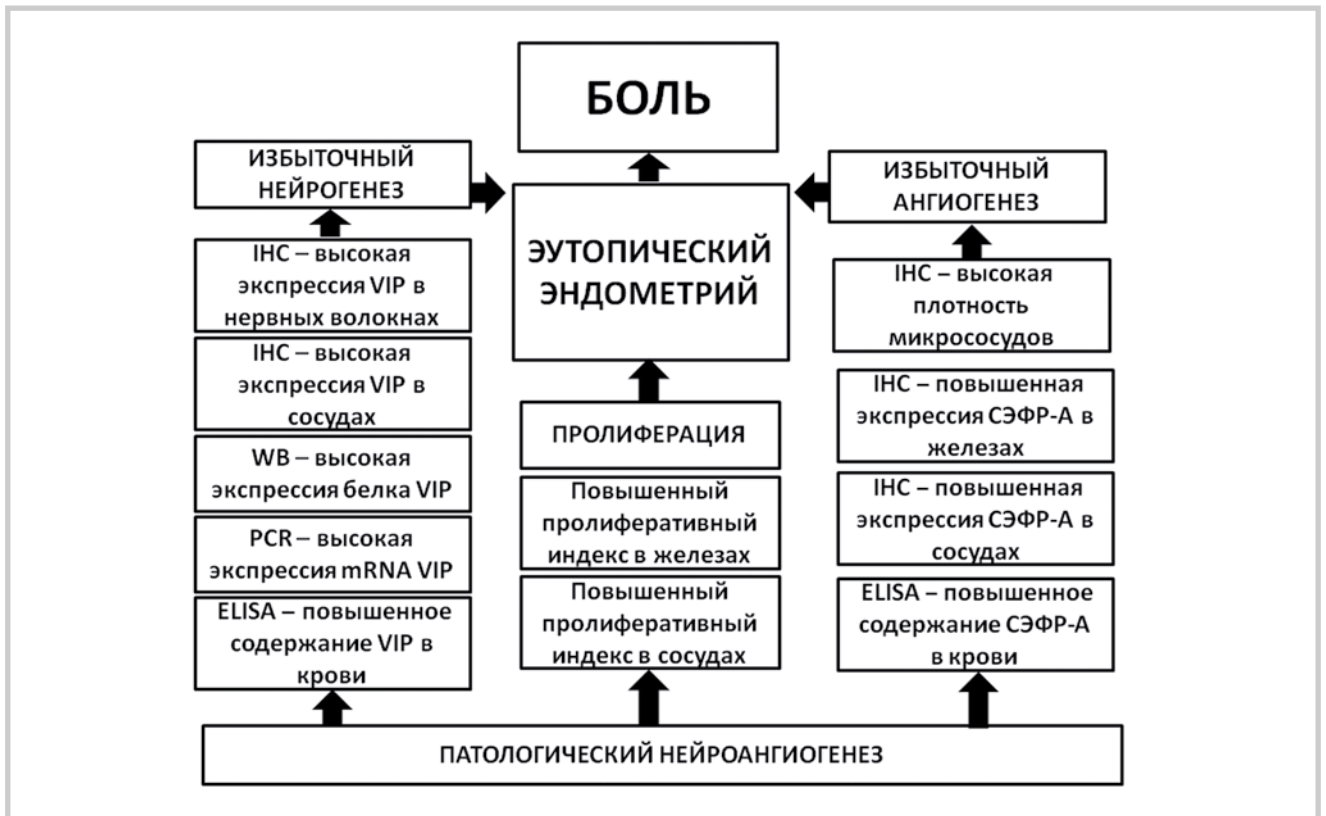 БОЛЬ
ИЗБЫТОЧНЫЙ
НЕЙРОГЕНЕЗ
IHC – высокая
экспрессия VIP в
нервных волокнах
IHC – высокая
экспрессия VIP в
сосудах
WB – высокая
экспрессия белка VIP
PCR – высокая
экспрессия mRNA VIP
ELISA – повышенное
содержание VIP в
крови
ЭУТОПИЧЕСКИЙ
ЭНДОМЕТРИЙ
ПРОЛИФЕРАЦИЯ
Повышенный
пролиферативный
индекс в железах
Повышенный
пролиферативный
индекс в сосудах
ИЗБЫТОЧНЫЙ
АНГИОГЕНЕЗ
IHC – высокая
плотность
микрососудов
IHC – повышенная
экспрессия СЭФР-А в
железах
IHC – повышенная
экспрессия СЭФР-А в
сосудах
ELISA – повышенное
содержание СЭФР-А
в крови
ПАТОЛОГИЧЕСКИЙ НЕЙРОАНГИОГЕНЕЗ